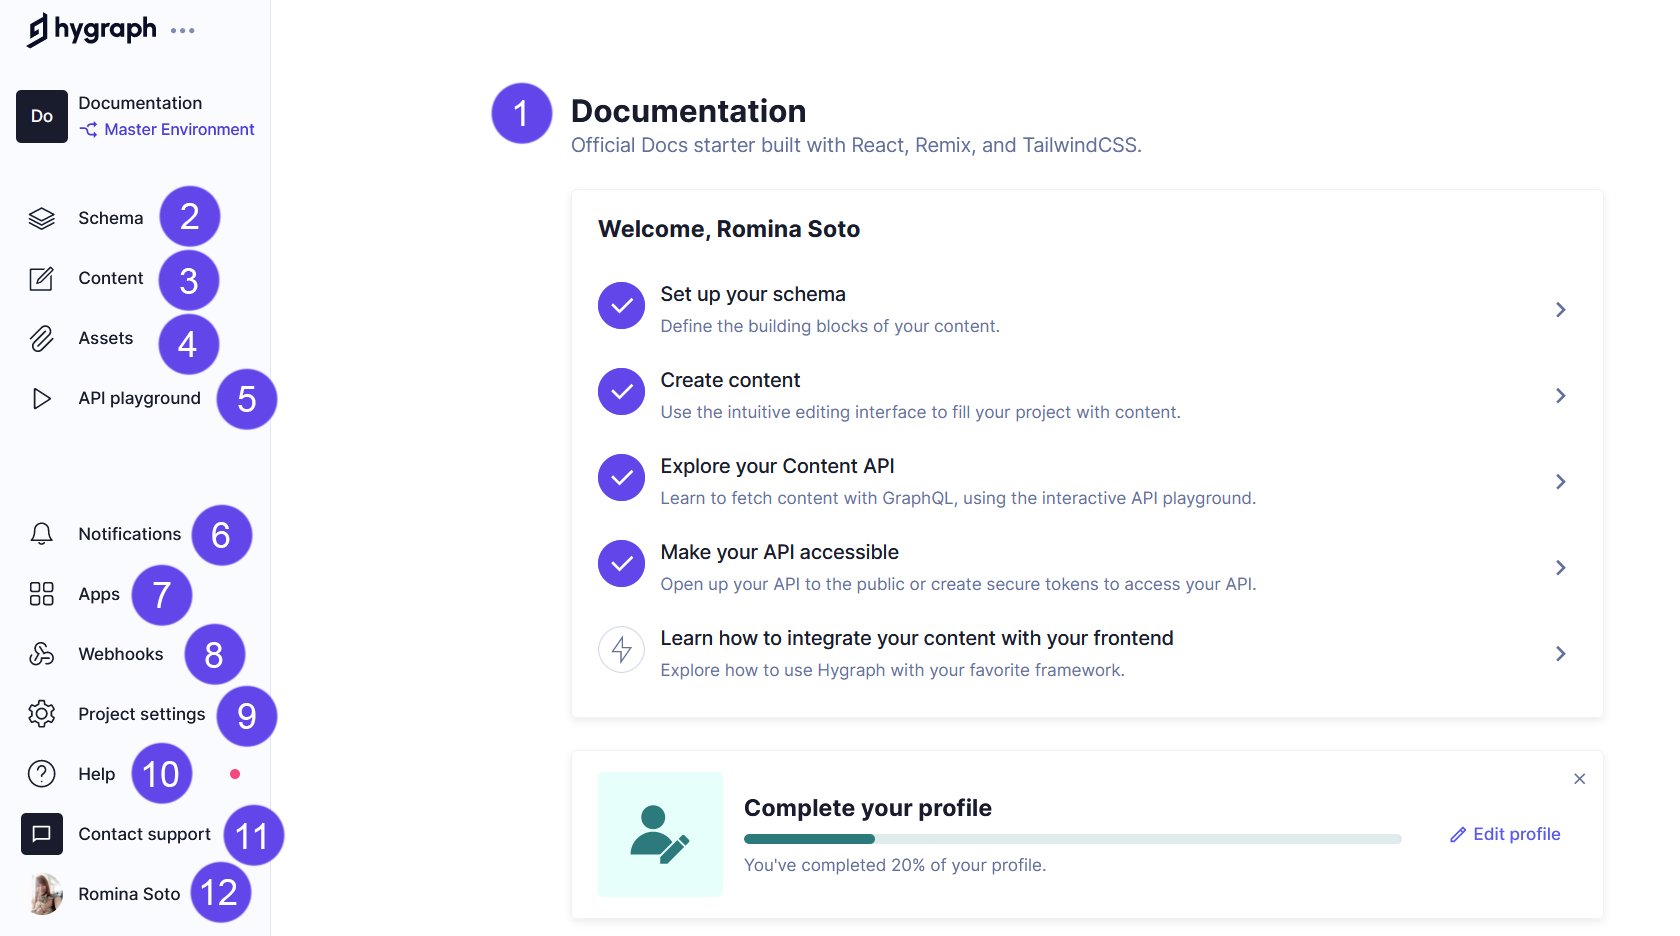 hygraph
Do
Documentation
Master Environment
Schema 2
Content 3
Assets 4
API playground 5
Notifications 6
Apps 7
Webhooks 8
Project settings 9
Help 10
Contact support 11
Romina Soto 12
1 Documentation
Official Docs starter built with React, Remix, and TailwindCSS.
Welcome, Romina Soto
Set up your schema
Define the building blocks of your content.
Create content
Use the intuitive editing interface to fill your project with content.
Explore your Content API
Learn to fetch content with GraphQL, using the interactive API playground.
Make your API accessible
Open up your API to the public or create secure tokens to access your API.
Learn how to integrate your content with your frontend
Explore how to use Hygraph with your favorite framework.
Complete your profile
You've completed 20% of your profile.
Edit profile